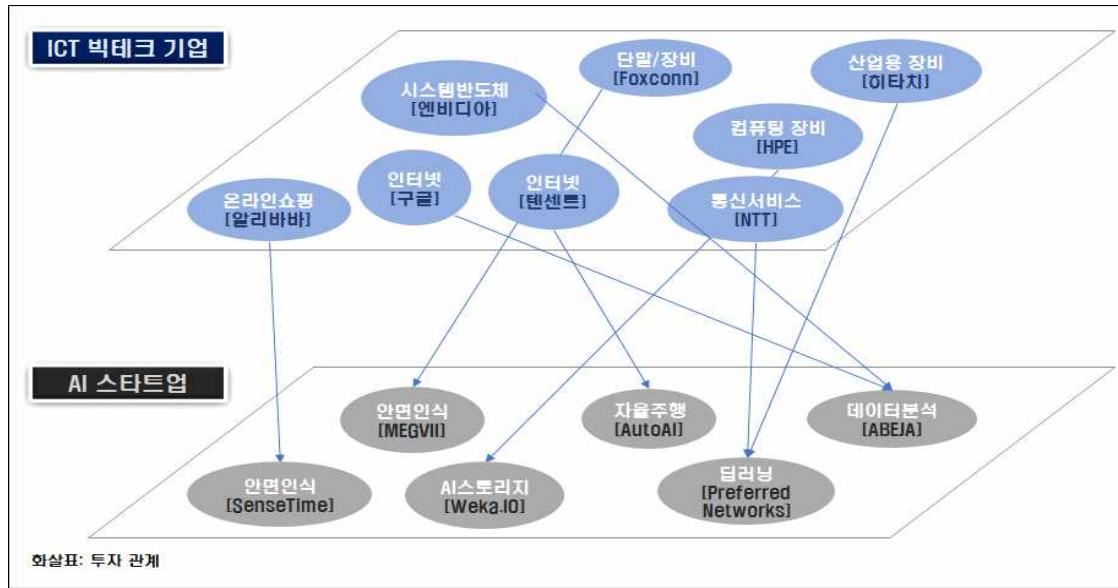 ICT 빅테크 기업
단말/장비
[Foxconn]
산업용 장비
[히타치]
시스템반도체
[엔비디아]
컴퓨팅 장비
[HPE]
인터넷
[구글]
인터넷
[텐센트]
온라인쇼핑
[알리바바]
통신서비스
[NTT]
AI 스타트업
안면인식
[MEGVII]
자율주행
[AutoAI]
데이터분석
[ABEJA]
안면인식
[SenseTime]
AI스토리지
[Weka.IO]
딥러닝
[Preferred
Networks]
화살표: 투자 관계